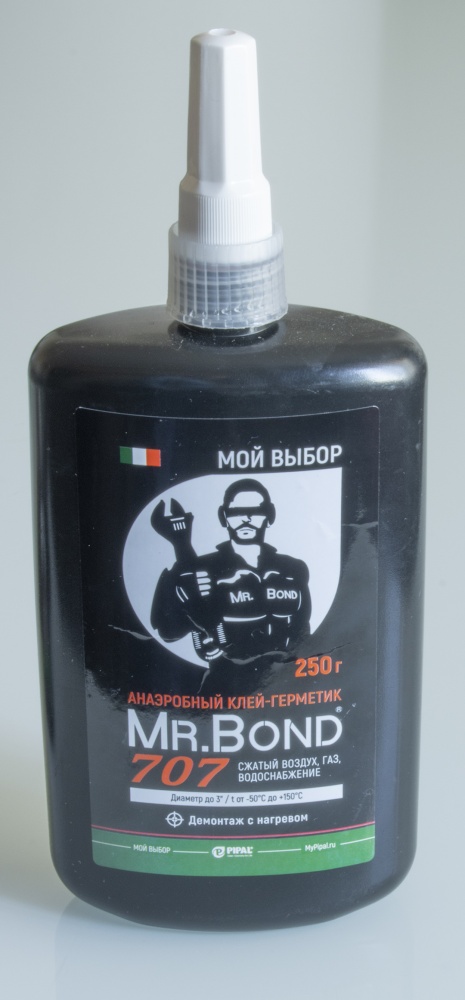 МОЙ ВЫБОР
MR. BOND
250 г
АНАЭРОБНЫЙ КЛЕЙ-ГЕРМЕТИК
MR.BOND®
707
СЖАТЫЙ ВОЗДУХ, ГАЗ,
ВОДОСНАБЖЕНИЕ
Диаметр до 3" / t от -50°C до +150°C
Демонтаж с нагревом
МОЙ ВЫБОР
PIPAL®
MyPipal.ru